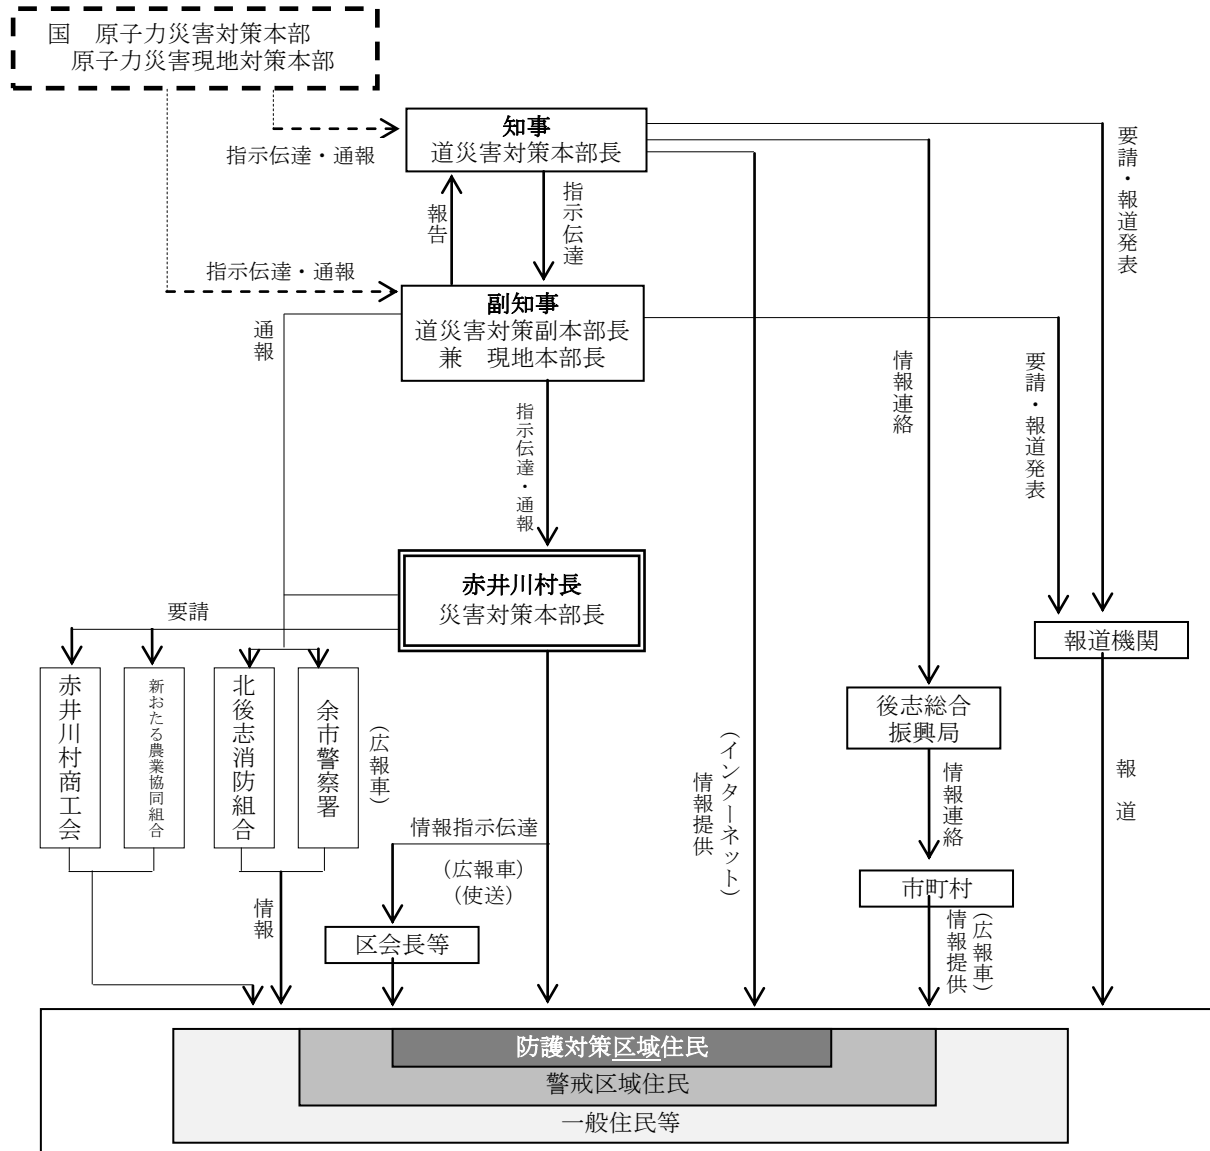 国　原子力災害対策本部
原子力災害現地対策本部
知事
道災害対策本部長
指示伝達・通報
要請・報道発表
報告
指示伝達
指示伝達・通報
副知事
道災害対策副本部長
兼　現地本部長
通報
情報連絡
要請・報道発表
指示伝達・通報
赤井川村長
災害対策本部長
要請
報道機関
赤井川村商工会
新おたる農業協同組合
北後志消防組合
余市警察署
（広報車）
後志総合
振興局
（インターネット）
情報提供
情報連絡
報　道
情報指示伝達
（広報車）
（使送）
市町村
情報
区会長等
（広報車）
情報提供
防護対策区域住民
警戒区域住民
一般住民等